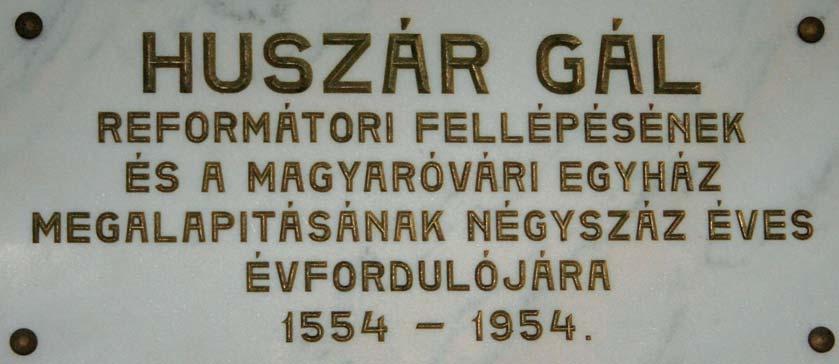 HUSZÁR GÁL
REFORMÁTORI FELLÉPÉSÉNEK
ÉS A MAGYARÓVÁRI EGYHÁZ
MEGALAPITÁSÁNAK NÉGYSZÁZ ÉVES
ÉVFORDULÓJÁRA
1554 – 1954.